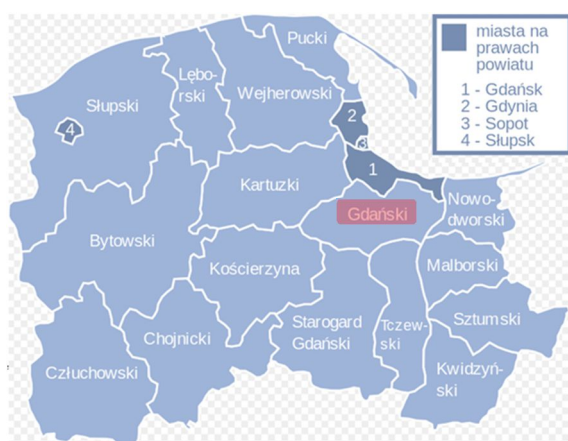 miasta na
prawach
powiatu
1 - Gdańsk
2 - Gdynia
3 - Sopot
4 - Słupsk
Pucki
Lębo-
rski
Wejherowski
Słupski
4
2
3
1
Kartuzki
Gdański
Nowo-
dworski
Bytowski
Kościerzyna
Malborski
Chojnicki
Starogard
Gdański
Tczew-
ski
Sztumski
Człuchowski
Kwidzyń-
ski